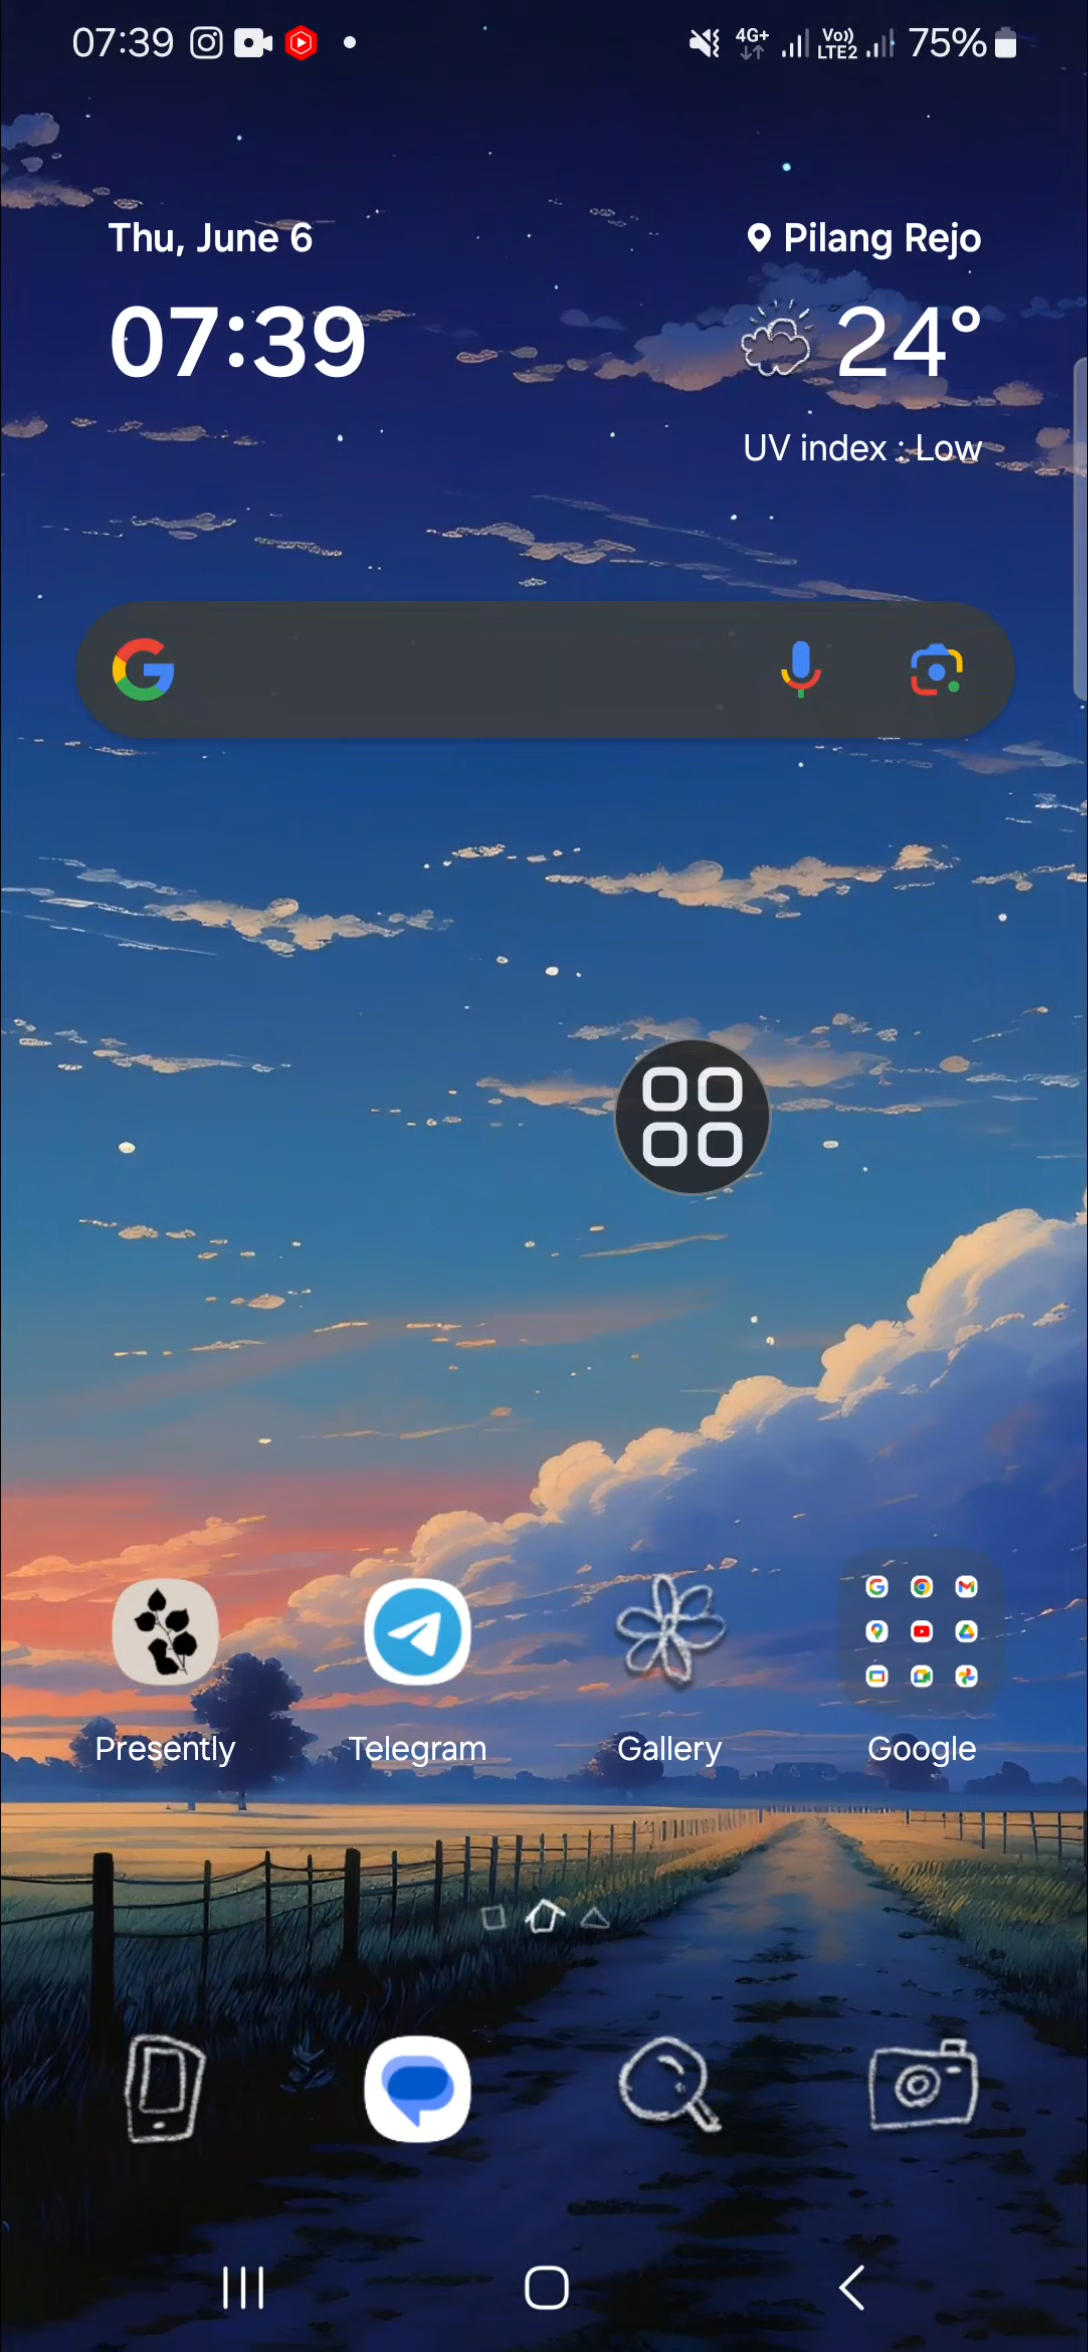 07:39
4G+
Vo))
LTE2
75%
Thu, June 6
Pilang Rejo
07:39
24°
UV index : Low
Presently
Telegram
Gallery
Google